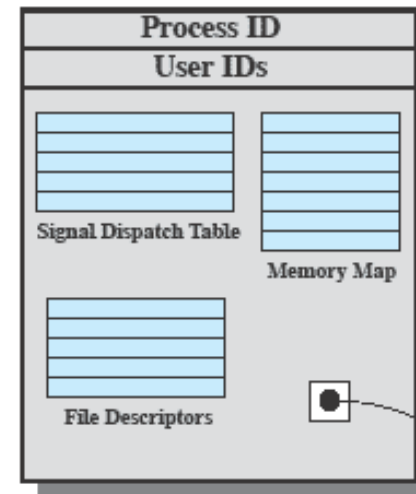 Process ID
User IDs
Signal Dispatch Table
Memory Map
File Descriptors